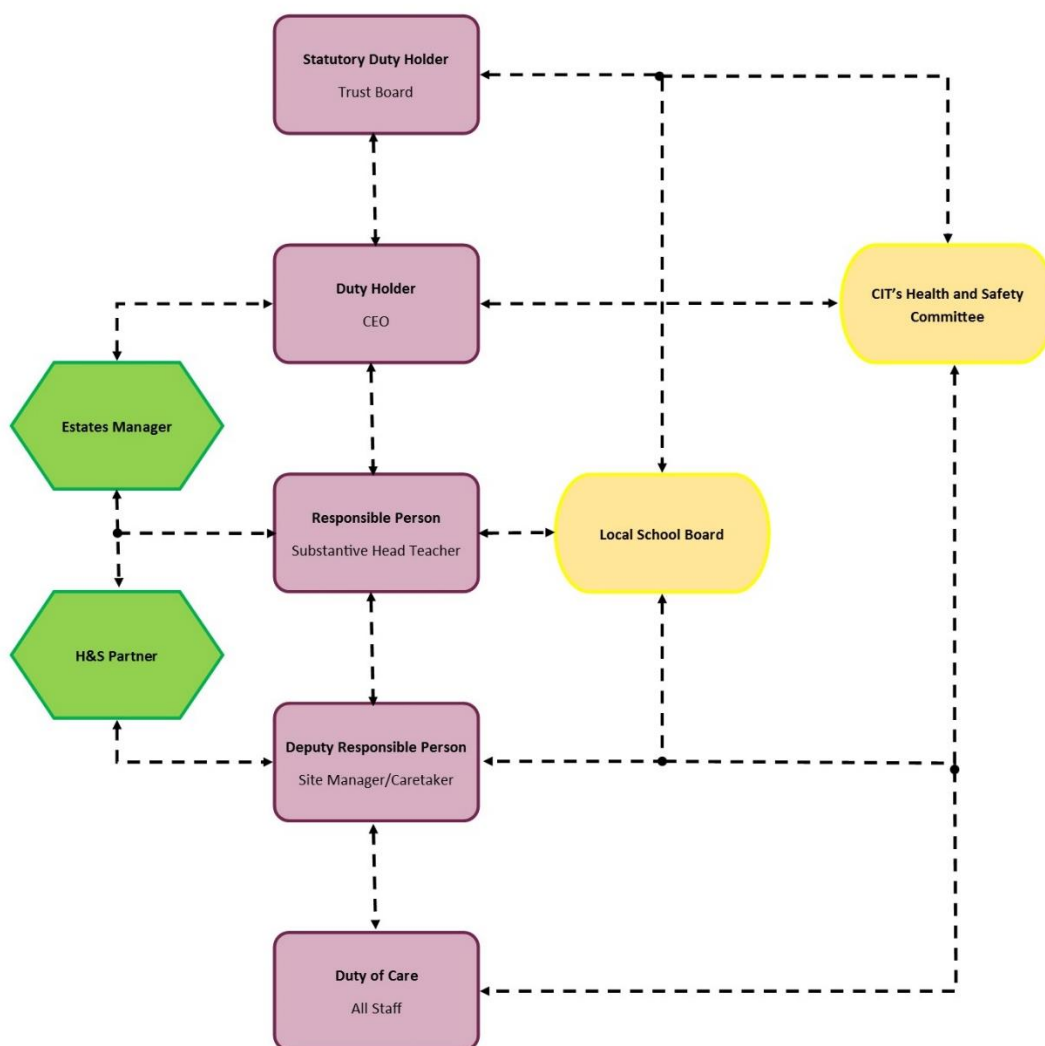 Statutory Duty Holder
Trust Board
Duty Holder
CEO
CIT's Health and Safety
Committee
Estates Manager
Responsible Person
Substantive Head Teacher
Local School Board
H&S Partner
Deputy Responsible Person
Site Manager/Caretaker
Duty of Care
All Staff